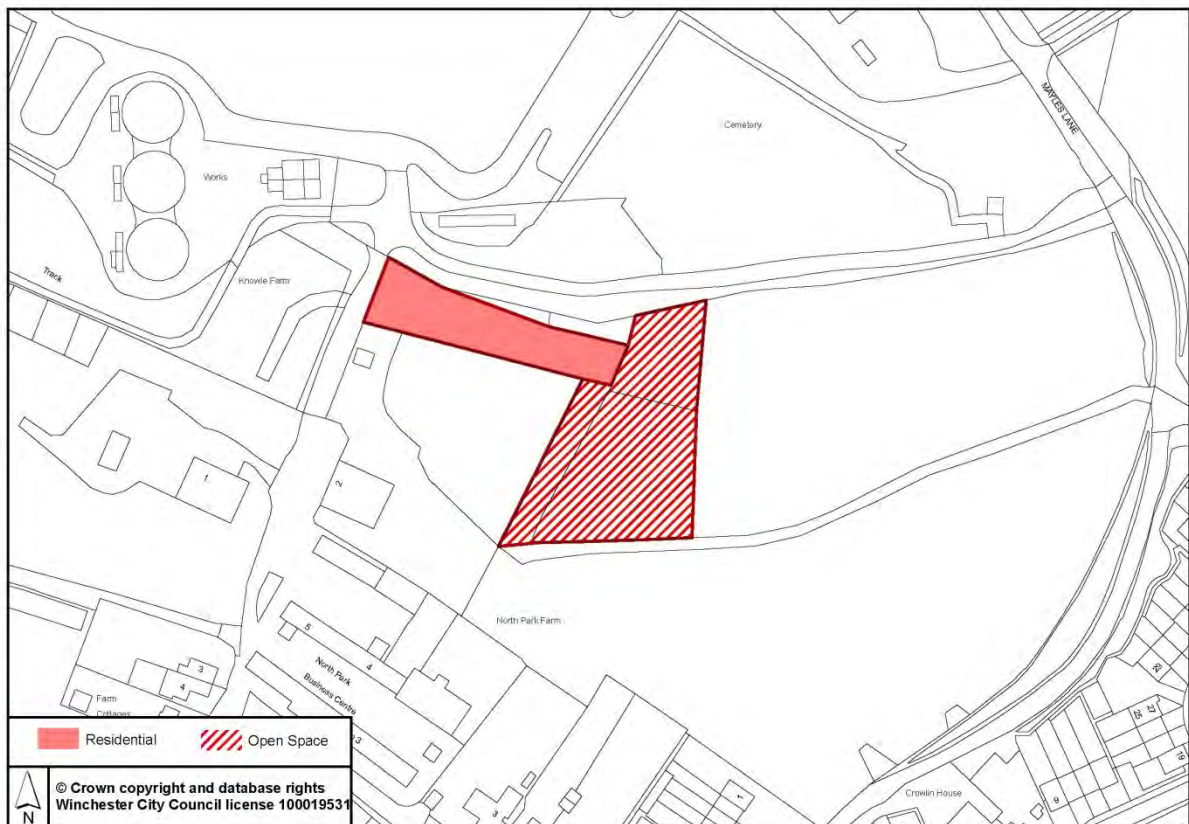 MAYLES LANE
Cemetery
Works
Track
Knowle Farm
1
2
North Park Farm
5
4
North Park
Business Centre
3
3
4
Farm
Cottages
23
27
25
19
9
1
3
Crowlin House
Residential
Open Space
© Crown copyright and database rights
Winchester City Council license 100019531
N